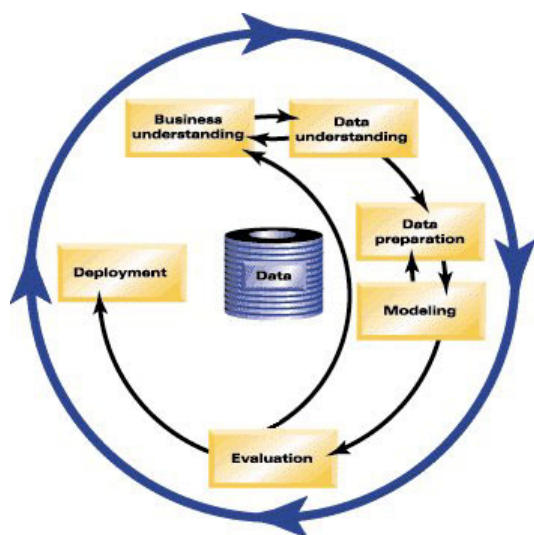 Business
understanding
Data
understanding
Data
preparation
Modeling
Data
Deployment
Evaluation